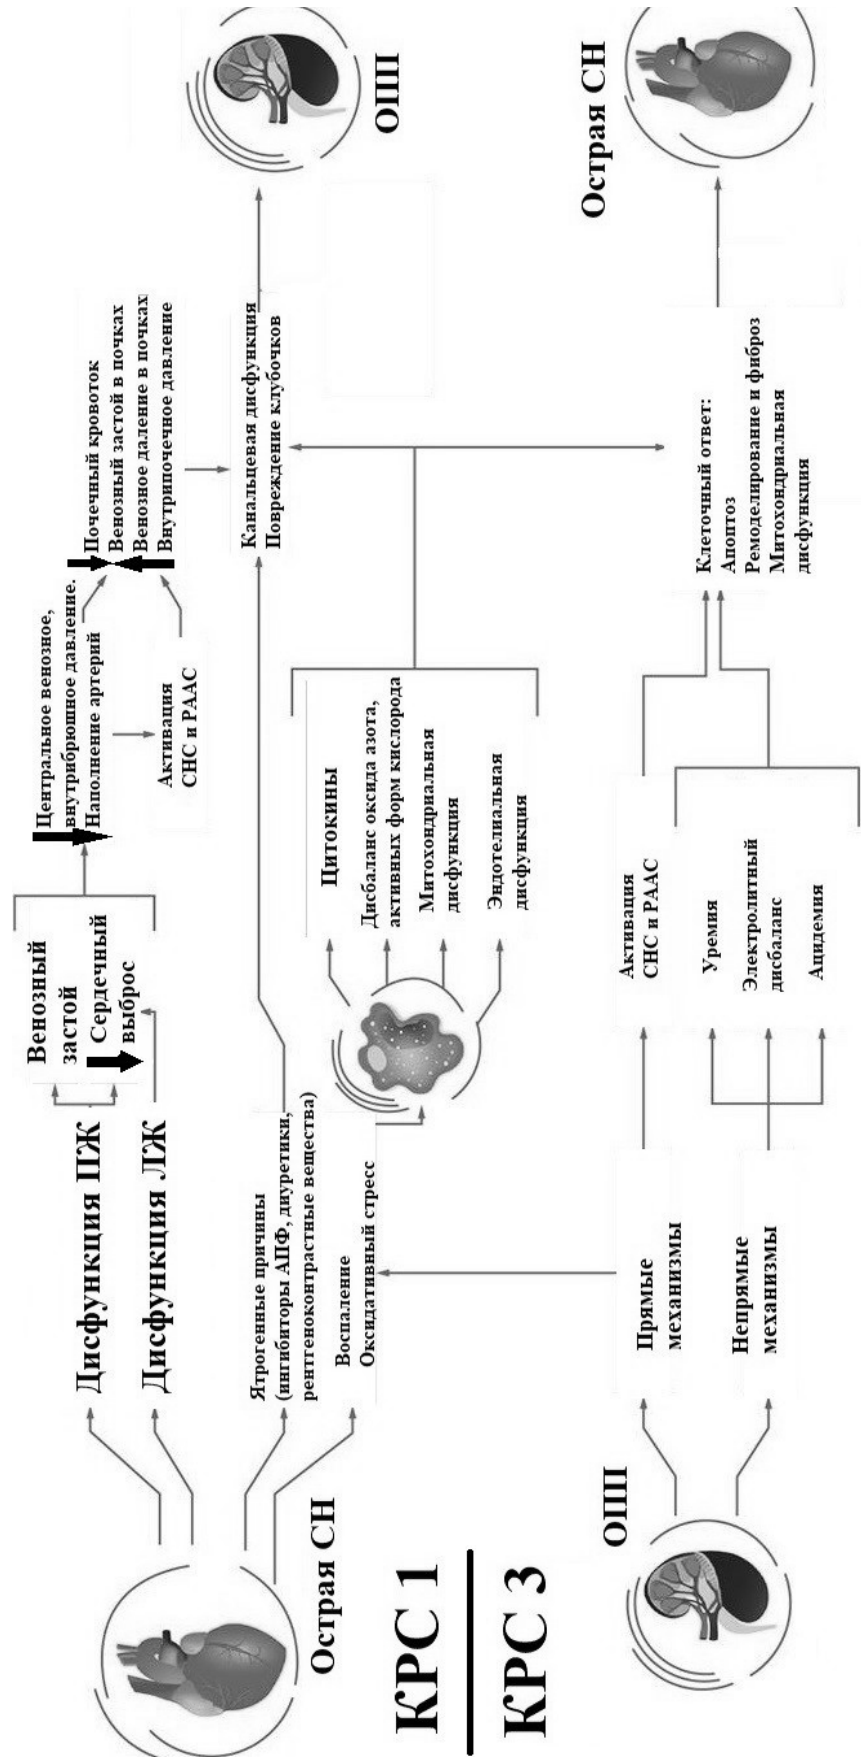 Острая СН
Дисфункция ПЖ
Дисфункция ЛЖ
Венозный
застой
Сердечный
выброс
Центральное венозное,
внутрибрюшное давление.
Наполнение артерий
Активация
СНС и РААС
Почечный кровоток
Венозный застой в почках
Венозное даление в почках
Внутрипочечное давление
Ятрогенные причины
(ингибиторы АПФ, диуретики,
рентгеноконтрастные вещества)
Воспаление
Оксидативный стресс
Канальцевая дисфункция
Повреждение клубочков
ОПП
Цитокины
Дисбаланс оксида азота,
активных форм кислорода
Митохондриальная
дисфункция
Эндотелиальная
дисфункция
КРС 1
КРС 3
ОПП
Прямые
механизмы
Непрямые
механизмы
Активация
СНС и РААС
Уремия
Электролитный
дисбаланс
Ацидемия
Клеточный ответ:
Апоптоз
Ремоделирование и фиброз
Митохондриальная
дисфункция
Острая СН